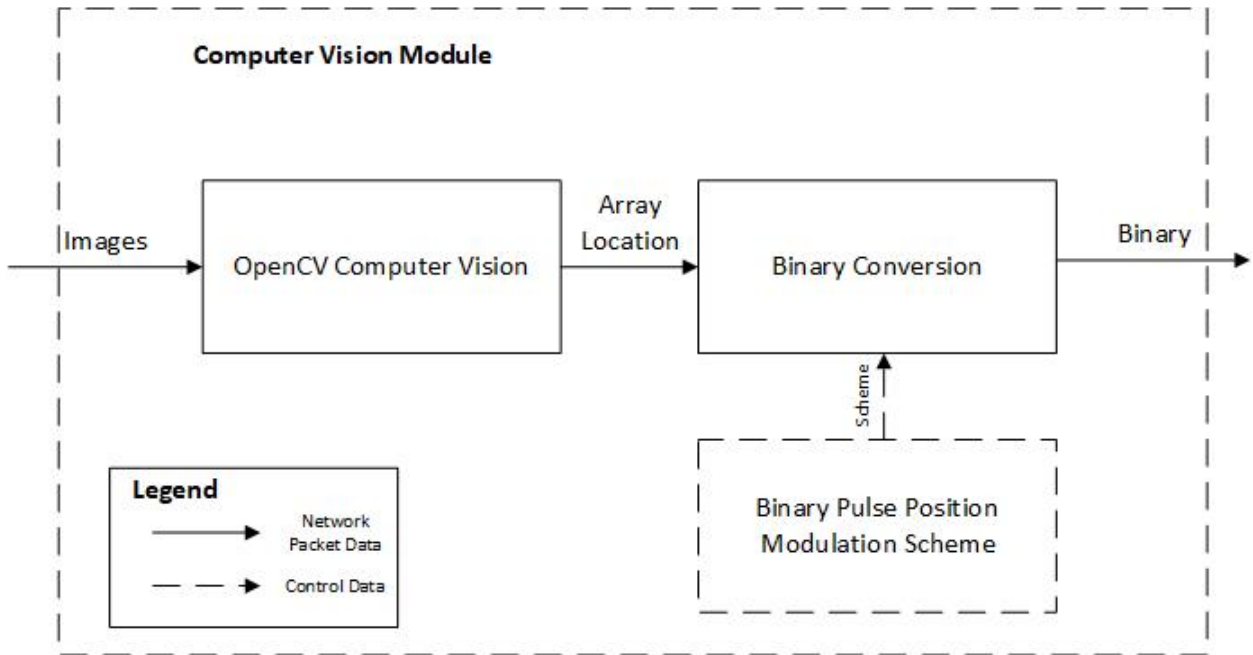 Computer Vision Module
Images
OpenCV Computer Vision
Array
Location
Binary Conversion
Binary
Scheme
Binary Pulse Position
Modulation Scheme
Legend
Network
Packet Data
Control Data